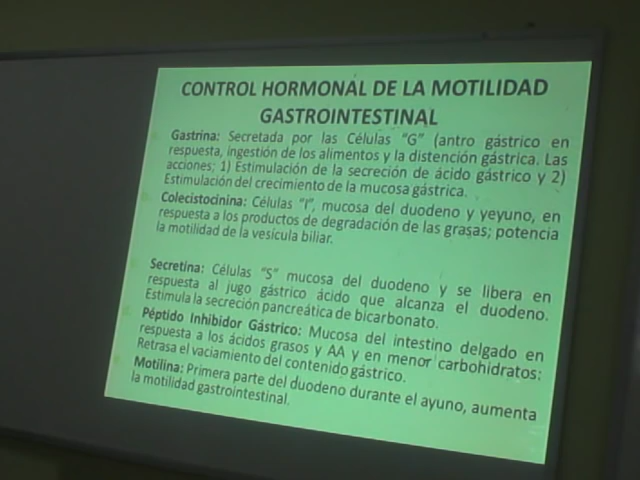 CONTROL HORMONAL DE LA MOTILIDAD
GASTROINTESTINAL
Gastrina: Secretada por las Células "G" (antro gástrico en
respuesta, ingestión de los alimentos y la distención gástrica. Las
acciones; 1) Estimulación de la secreción de ácido gástrico y 2)
Estimulación del crecimiento de la mucosa gástrica.
Colecistocinina: Células "I", mucosa del duodeno y yeyuno, en
respuesta a los productos de degradación de las grasas; potencia
la motilidad de la vesícula biliar.
Secretina: Células "S" mucosa del duodeno y se libera en
respuesta al jugo gástrico ácido que alcanza el duodeno.
Estimula la secreción pancreática de bicarbonato.
Péptido Inhibidor Gástrico: Mucosa del intestino delgado en
respuesta a los ácidos grasos y AA y en menor carbohidratos:
Retrasa el vaciamiento del contenido gástrico.
Motilina: Primera parte del duodeno durante el ayuno, aumenta
la motilidad gastrointestinal.